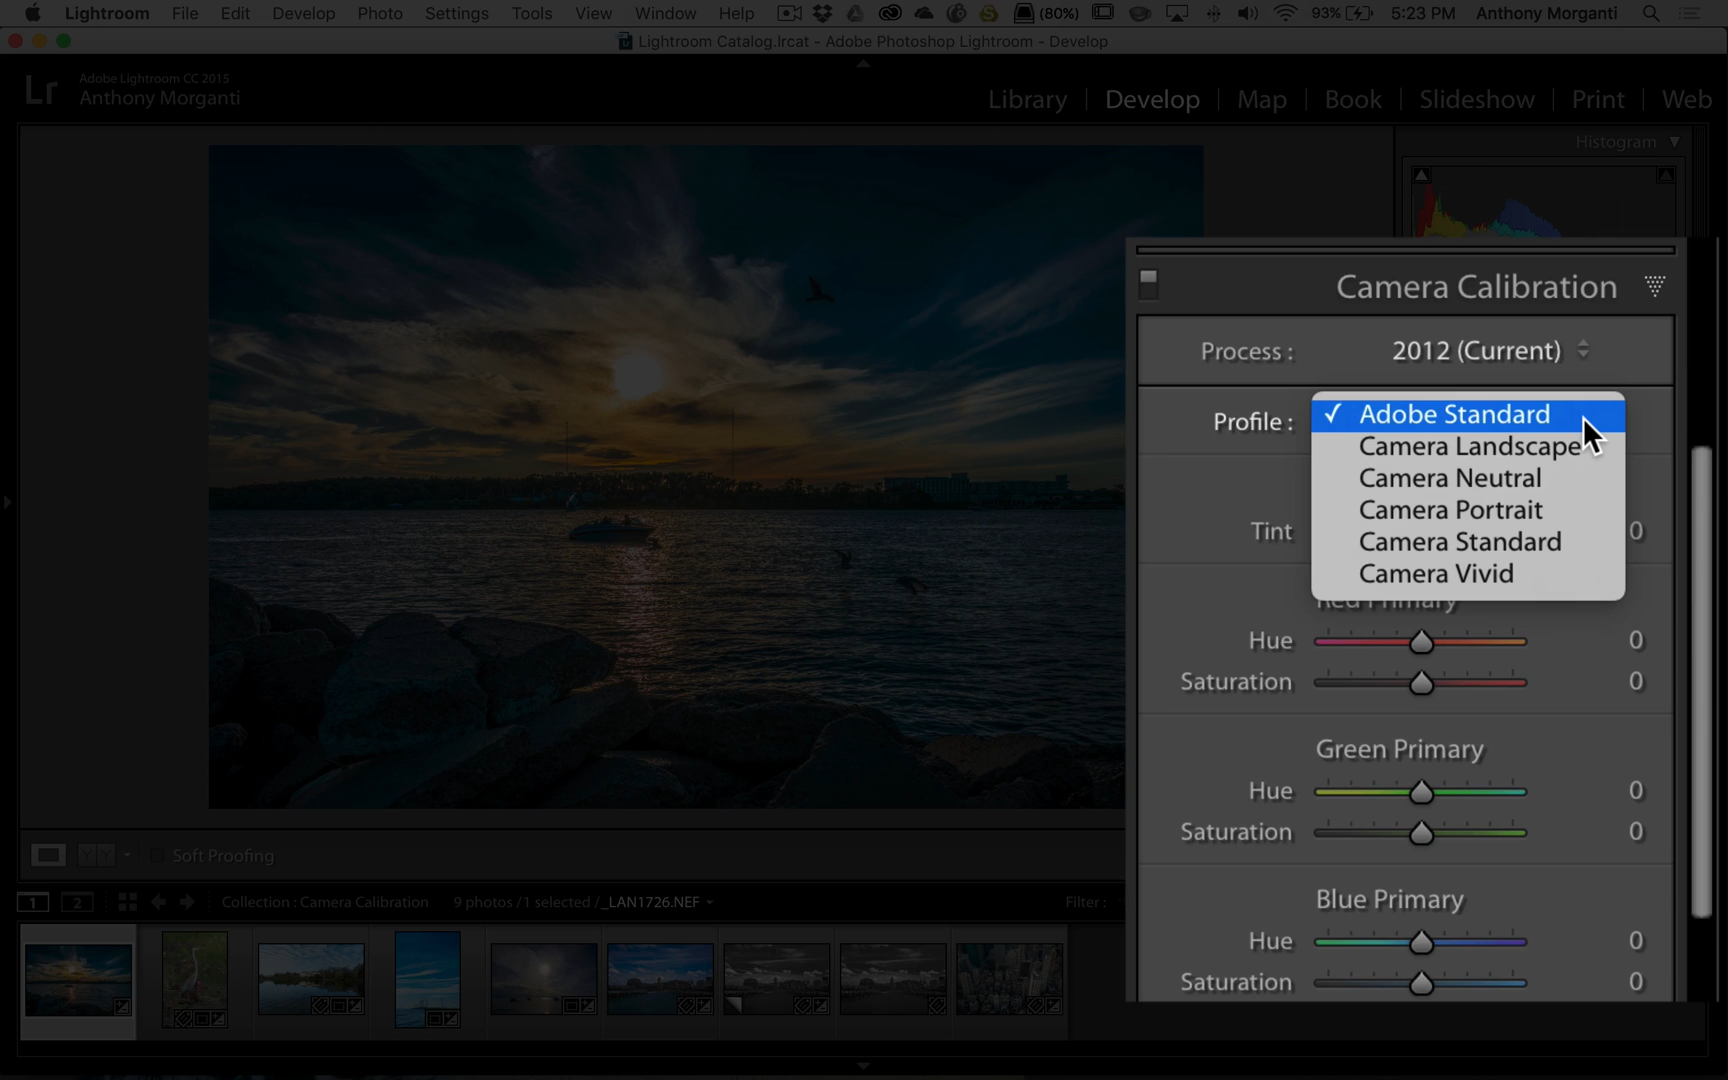 Lightroom File Edit Develop Photo Settings Tools View Window Help (80%) 93% 5:23 PM Anthony Morganti
Lightroom Catalog.lrcat - Adobe Photoshop Lightroom - Develop
Lr
Adobe Lightroom CC 2015
Anthony Morganti
Library Develop Map Book Slideshow Print Web
Histogram
Camera Calibration
Process : 2012 (Current)
Profile : ✓ Adobe Standard
Camera Landscape
Camera Neutral
Camera Portrait
Camera Standard
Camera Vivid
Tint 0
Red Primary
Hue 0
Saturation 0
Green Primary
Hue 0
Saturation 0
Blue Primary
Hue 0
Saturation 0
Y Y Soft Proofing
1 2 Collection : Camera Calibration 9 photos / 1 selected / _LAN1726.NEF Filter :